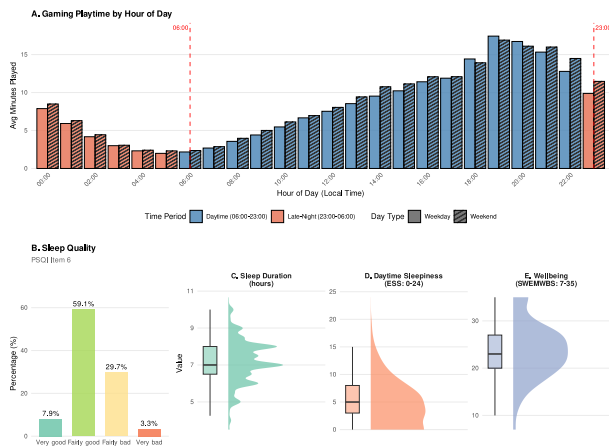 A. Gaming Playtime by Hour of Day
06:00
23:00
Avg Minutes Played
15
10
5
0
00:00
02:00
04:00
06:00
08:00
10:00
12:00
14:00
16:00
18:00
20:00
22:00
Hour of Day (Local Time)
Time Period
Daytime (06:00-23:00)
Late-Night (23:00-06:00)
Day Type
Weekday
Weekend
B. Sleep Quality
PSQI Item 6
Percentage (%)
60
40
20
0
7.9%
59.1%
29.7%
3.3%
Very good
Fairly good
Fairly bad
Very bad
C. Sleep Duration
(hours)
Value
11
9
7
5
D. Daytime Sleepiness
(ESS: 0-24)
25
20
15
10
5
0
E. Wellbeing
(SWEMWBS: 7-35)
30
20
10